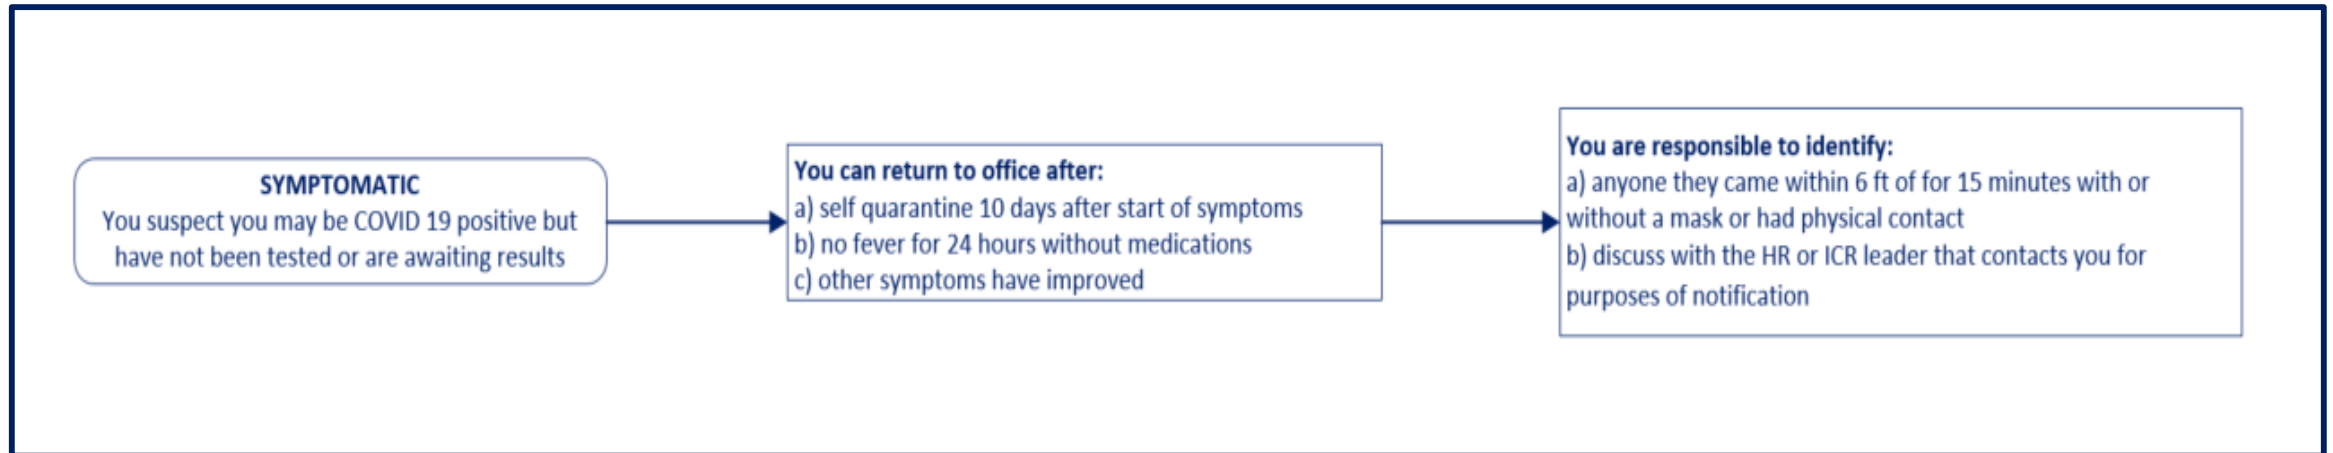 SYMPTOMATIC
You suspect you may be COVID 19 positive but
have not been tested or are awaiting results
You can return to office after:
a) self quarantine 10 days after start of symptoms
b) no fever for 24 hours without medications
c) other symptoms have improved
You are responsible to identify:
a) anyone they came within 6 ft of for 15 minutes with or
without a mask or had physical contact
b) discuss with the HR or ICR leader that contacts you for
purposes of notification